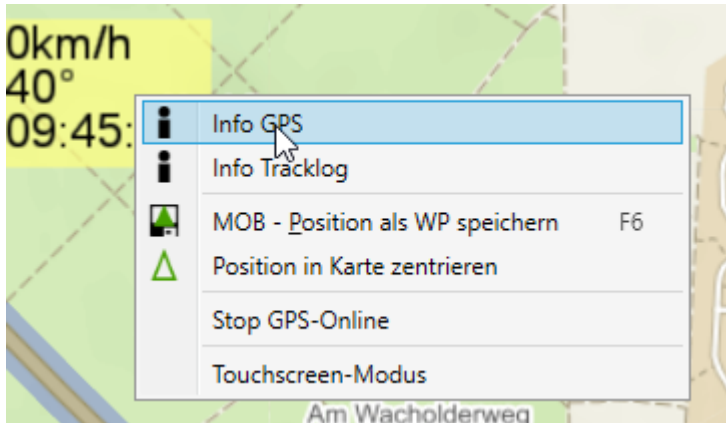 0km/h
40°
09:45:
Info GPS
Info Tracklog
MOB - Position als WP speichern F6
Position in Karte zentrieren
Stop GPS-Online
Touchscreen-Modus
Am Wacholderweg